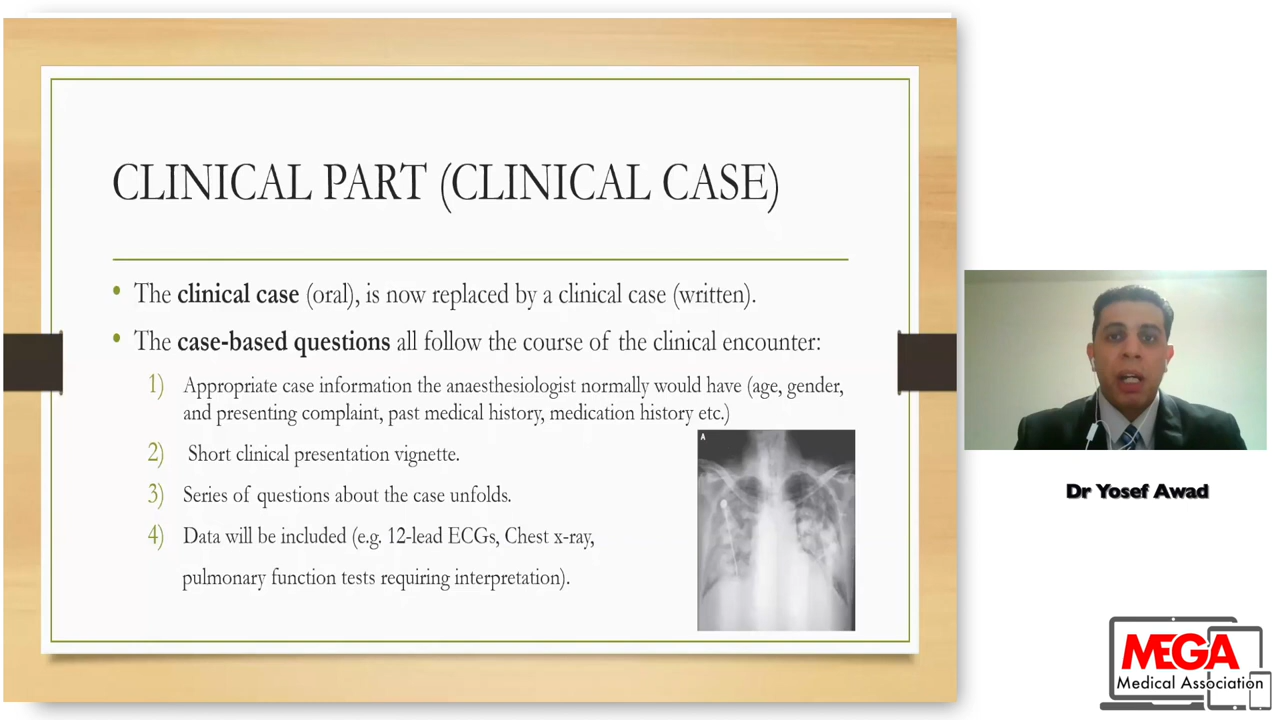 CLINICAL PART (CLINICAL CASE)
• The clinical case (oral), is now replaced by a clinical case (written).
• The case-based questions all follow the course of the clinical encounter:
1) Appropriate case information the anaesthesiologist normally would have (age, gender,
and presenting complaint, past medical history, medication history etc.)
2) Short clinical presentation vignette.
3) Series of questions about the case unfolds.
4) Data will be included (e.g. 12-lead ECGs, Chest x-ray,
pulmonary function tests requiring interpretation).
A
Dr Yosef Awad
MEGA
Medical Association